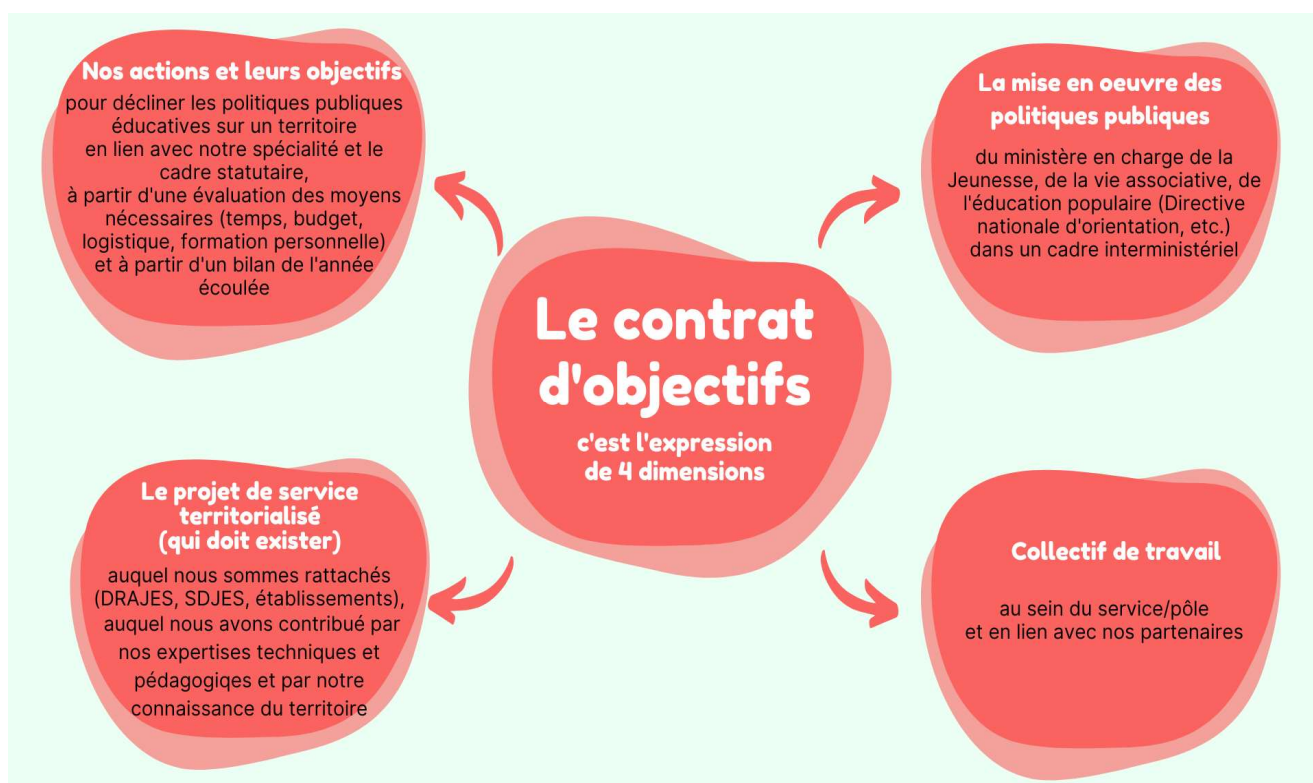 Nos actions et leurs objectifs
pour décliner les politiques publiques
éducatives sur un territoire
en lien avec notre spécialité et le
cadre statutaire,
à partir d'une évaluation des moyens
nécessaires (temps, budget,
logistique, formation personnelle)
et à partir d'un bilan de l'année
écoulée
La mise en oeuvre des
politiques publiques
du ministère en charge de la
Jeunesse, de la vie associative, de
l'éducation populaire (Directive
nationale d'orientation, etc.)
dans un cadre interministériel
Le contrat
d'objectifs
c'est l'expression
de 4 dimensions
Le projet de service
territorialisé
(qui doit exister)
auquel nous sommes rattachés
(DRAJES, SDJES, établissements),
auquel nous avons contribué par
nos expertises techniques et
pédagogiqes et par notre
connaissance du territoire
Collectif de travail
au sein du service/pôle
et en lien avec nos partenaires